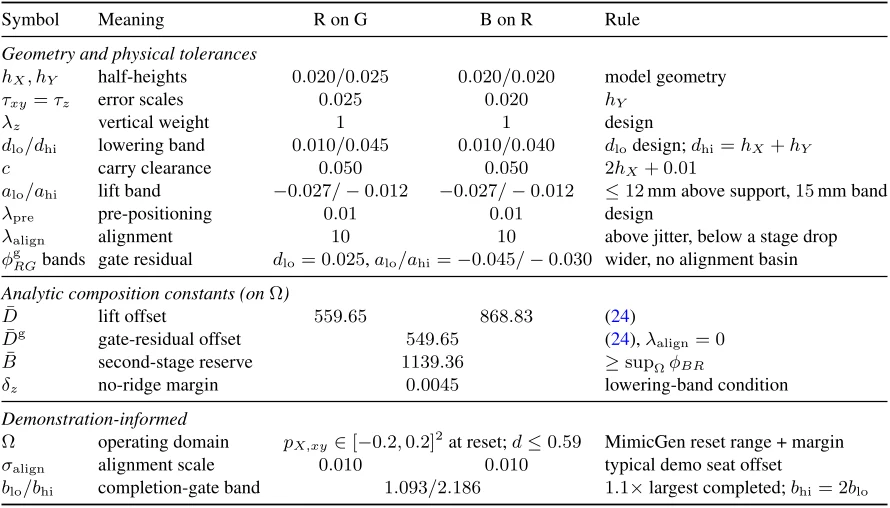 Symbol Meaning R on G B on R Rule
Geometry and physical tolerances
h_X, h_Y half-heights 0.020/0.025 0.020/0.020 model geometry
τ_xy = τ_z error scales 0.025 0.020 h_Y
λ_z vertical weight 1 1 design
d_lo/d_hi lowering band 0.010/0.045 0.010/0.040 d_lo design; d_hi = h_X + h_Y
c carry clearance 0.050 0.050 2h_X + 0.01
a_lo/a_hi lift band −0.027/ − 0.012 −0.027/ − 0.012 ≤ 12 mm above support, 15 mm band
λ_pre pre-positioning 0.01 0.01 design
λ_align alignment 10 10 above jitter, below a stage drop
ϕ^g_RG bands gate residual d_lo = 0.025, a_lo/a_hi = −0.045/ − 0.030 wider, no alignment basin
Analytic composition constants (on Ω)
D̄ lift offset 559.65 868.83 (24)
D̄^g gate-residual offset 549.65 (24), λ_align = 0
B̄ second-stage reserve 1139.36 ≥ sup_Ω ϕ_BR
δ_z no-ridge margin 0.0045 lowering-band condition
Demonstration-informed
Ω operating domain p_X,xy ∈ [−0.2, 0.2]² at reset; d ≤ 0.59 MimicGen reset range + margin
σ_align alignment scale 0.010 0.010 typical demo seat offset
b_lo/b_hi completion-gate band 1.093/2.186 1.1× largest completed; b_hi = 2b_lo